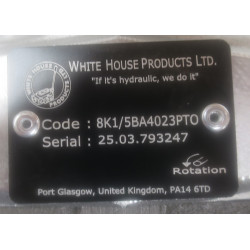 WHITE HOUSE PRODUCTS LTD.
"If it's hydraulic, we do it"
Code : 8K1/5BA4023PTO
Serial : 25.03.793247
Rotation
Port Glasgow, United Kingdom, PA14 6TD